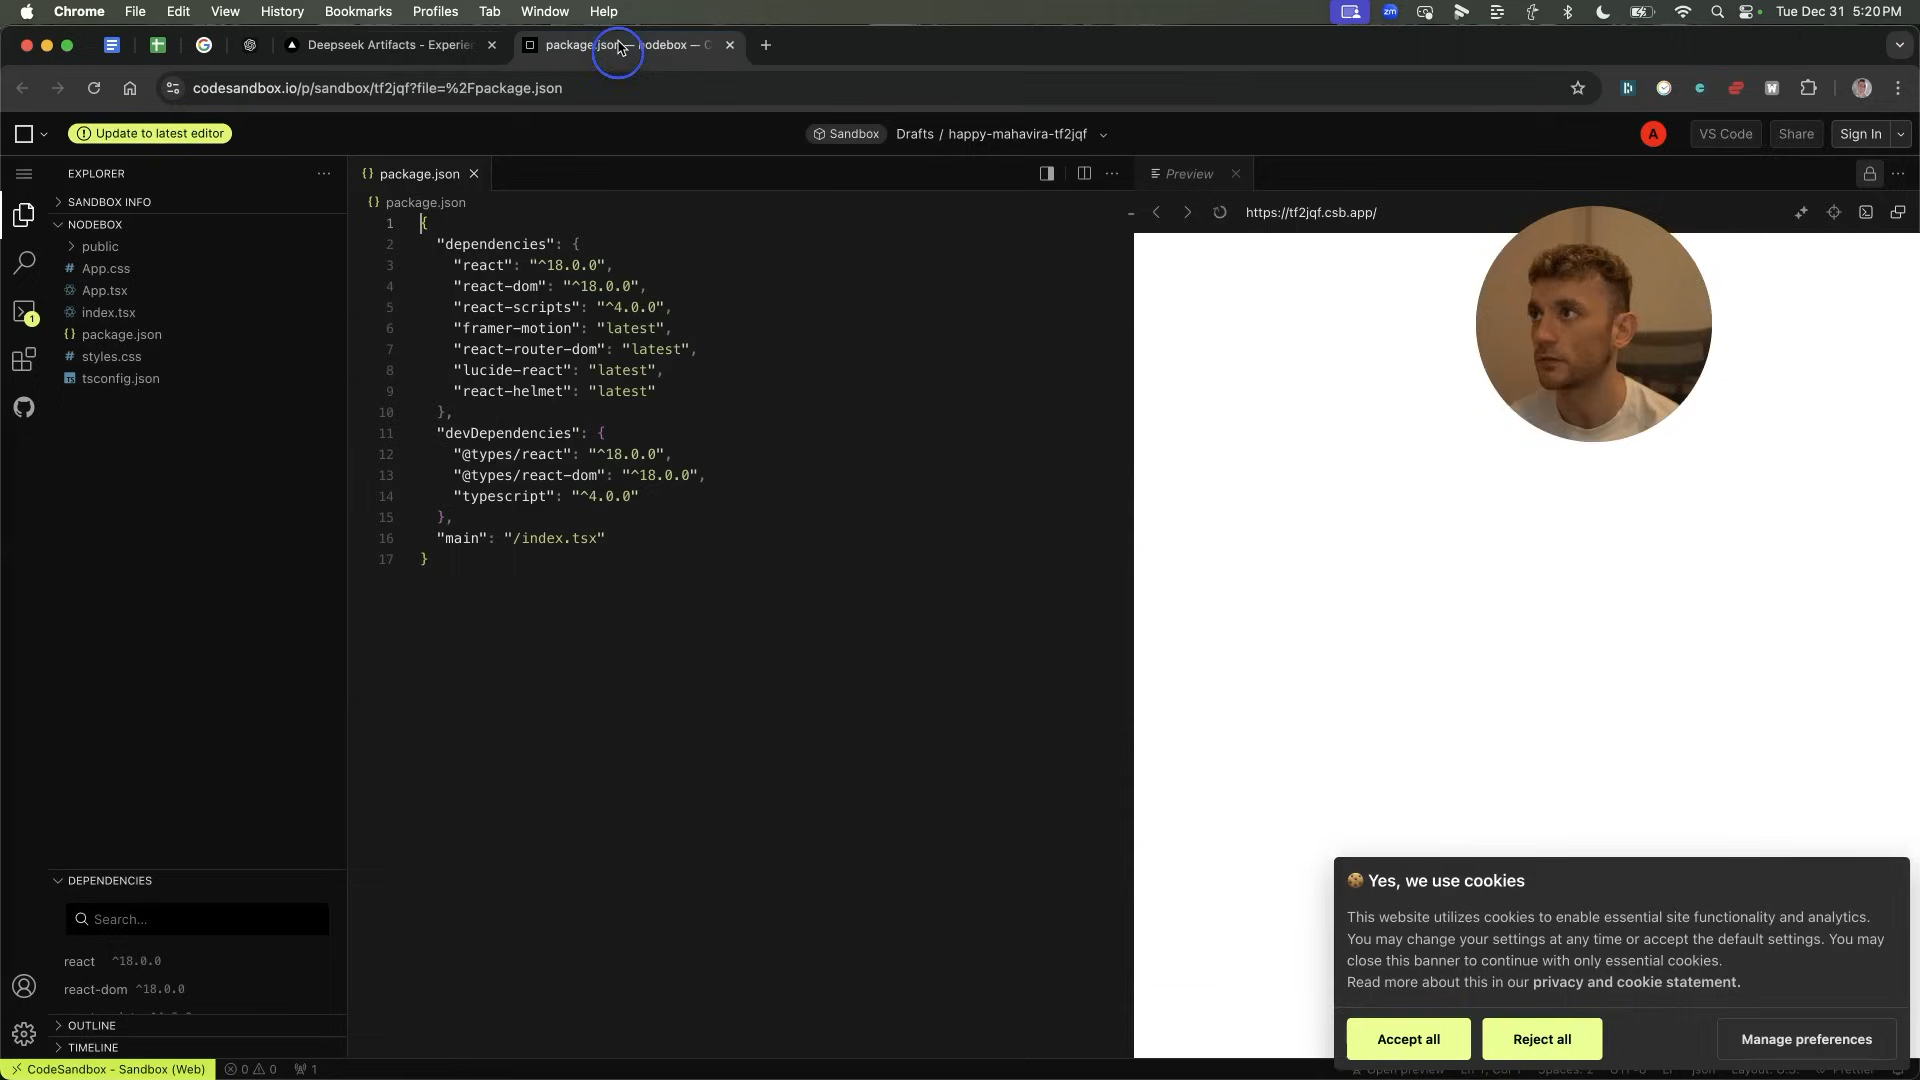 Chrome File Edit View History Bookmarks Profiles Tab Window Help
zm
Tue Dec 31 5:20 PM
Deepseek Artifacts - Experie
codesandbox.io/p/sandbox/tf2jqf?file=%2Fpackage.json
Update to latest editor
Sandbox Drafts / happy-mahavira-tf2jqf
A VS Code Share Sign In
EXPLORER
SANDBOX INFO
NODEBOX
public
# App.css
App.tsx
index.tsx
{} package.json
# styles.css
TS tsconfig.json
1
DEPENDENCIES
Search...
react ^18.0.0
react-dom ^18.0.0
OUTLINE
TIMELINE
{} package.json
{} package.json
1 {
2 "dependencies": {
3 "react": "^18.0.0",
4 "react-dom": "^18.0.0",
5 "react-scripts": "^4.0.0",
6 "framer-motion": "latest",
7 "react-router-dom": "latest",
8 "lucide-react": "latest",
9 "react-helmet": "latest"
10 },
11 "devDependencies": {
12 "@types/react": "^18.0.0",
13 "@types/react-dom": "^18.0.0",
14 "typescript": "^4.0.0"
15 },
16 "main": "/index.tsx"
17 }
Preview
https://tf2jqf.csb.app/
Yes, we use cookies
This website utilizes cookies to enable essential site functionality and analytics.
You may change your settings at any time or accept the default settings. You may
close this banner to continue with only essential cookies.
Read more about this in our privacy and cookie statement.
Accept all Reject all Manage preferences
CodeSandbox - Sandbox (Web) 0 0 1